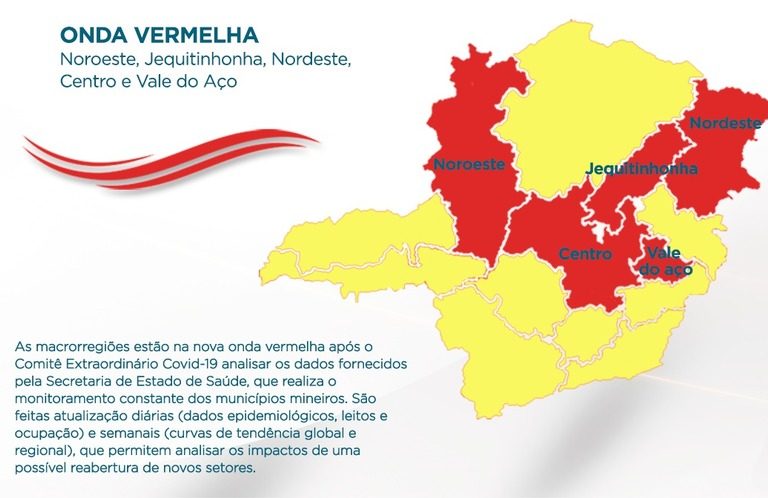 ONDA VERMELHA
Noroeste, Jequitinhonha, Nordeste,
Centro e Vale do Aço
Nordeste
Noroeste
Jequitinhonha
Centro
Vale
do aço
As macrorregiões estão na nova onda vermelha após o
Comitê Extraordinário Covid-19 analisar os dados fornecidos
pela Secretaria de Estado de Saúde, que realiza o
monitoramento constante dos municípios mineiros. São
feitas atualização diárias (dados epidemiológicos, leitos e
ocupação) e semanais (curvas de tendência global e
regional), que permitem analisar os impactos de uma
possível reabertura de novos setores.